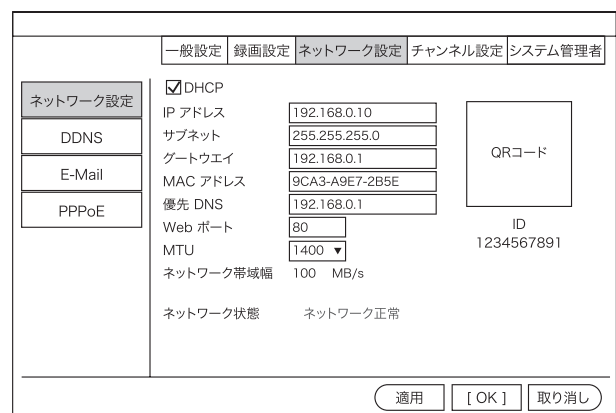 一般設定 録画設定 ネットワーク設定 チャンネル設定 システム管理者
ネットワーク設定
DDNS
E-Mail
PPPoE
DHCP
IP アドレス 192.168.0.10
サブネット 255.255.255.0
グートウエイ 192.168.0.1
MAC アドレス 9CA3-A9E7-2B5E
優先 DNS 192.168.0.1
Web ポート 80
MTU 1400 ▼
ネットワーク帯域幅 100 MB/s
ネットワーク状態 ネットワーク正常
QRコード
ID
1234567891
適用 [ OK ] 取り消し